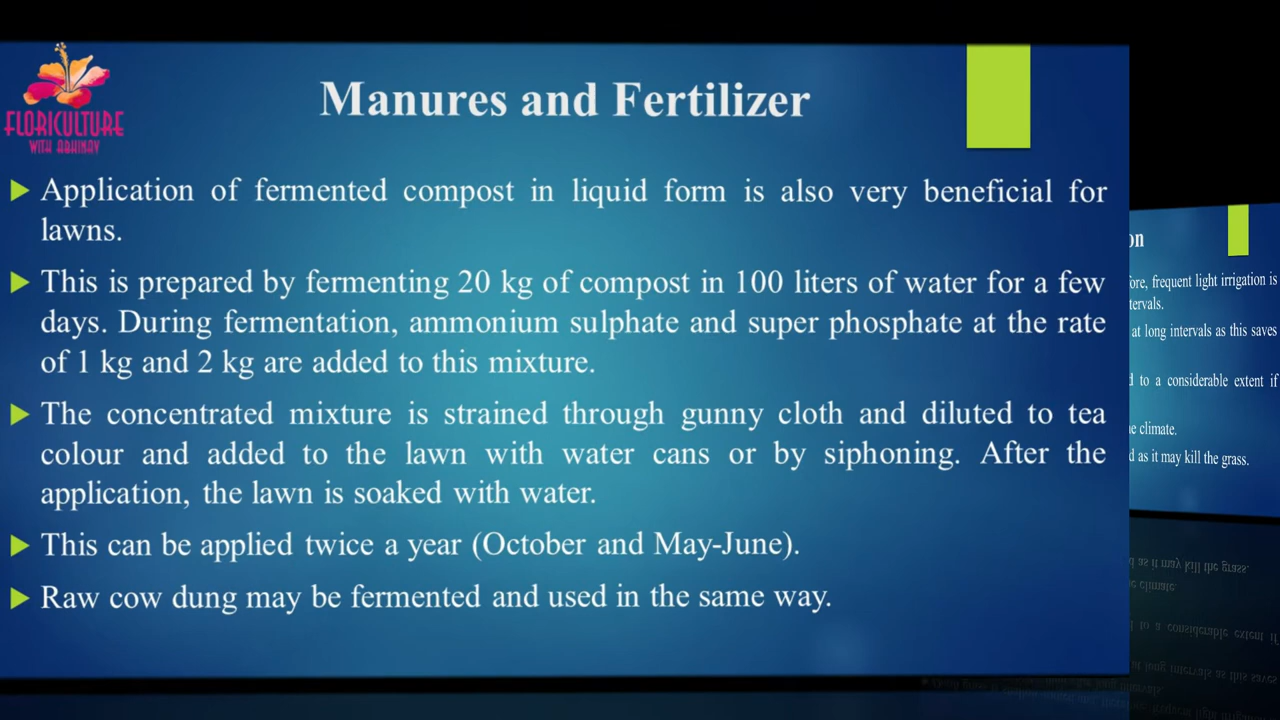 FLORICULTURE
WITH ABHINAV
Manures and Fertilizer
Application of fermented compost in liquid form is also very beneficial for
lawns.
This is prepared by fermenting 20 kg of compost in 100 liters of water for a few
days. During fermentation, ammonium sulphate and super phosphate at the rate
of 1 kg and 2 kg are added to this mixture.
The concentrated mixture is strained through gunny cloth and diluted to tea
colour and added to the lawn with water cans or by siphoning. After the
application, the lawn is soaked with water.
This can be applied twice a year (October and May-June).
Raw cow dung may be fermented and used in the same way.
on
fore, frequent light irrigation is
tervals.
at long intervals as this saves
d to a considerable extent if
e climate.
d as it may kill the grass.